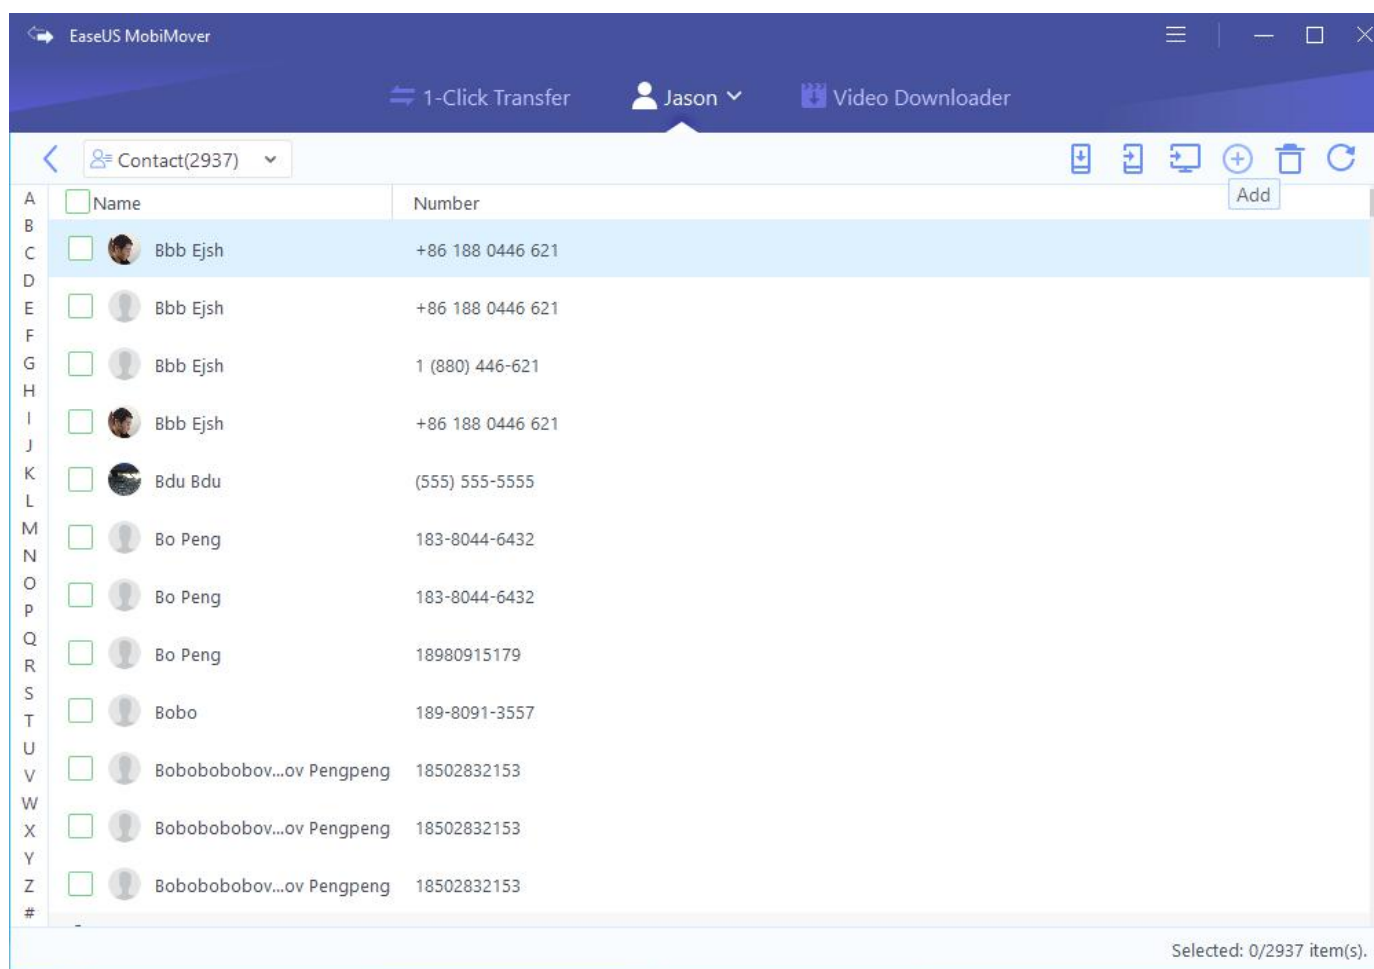 EaseUS MobiMover
1-Click Transfer
Jason
Video Downloader
Contact(2937)
Add
Name Number
Bbb Ejsh +86 188 0446 621
Bbb Ejsh +86 188 0446 621
Bbb Ejsh 1 (880) 446-621
Bbb Ejsh +86 188 0446 621
Bdu Bdu (555) 555-5555
Bo Peng 183-8044-6432
Bo Peng 183-8044-6432
Bo Peng 18980915179
Bobo 189-8091-3557
Bobobobobov...ov Pengpeng 18502832153
Bobobobobov...ov Pengpeng 18502832153
Bobobobobov...ov Pengpeng 18502832153
A
B
C
D
E
F
G
H
I
J
K
L
M
N
O
P
Q
R
S
T
U
V
W
X
Y
Z
#
Selected: 0/2937 item(s).